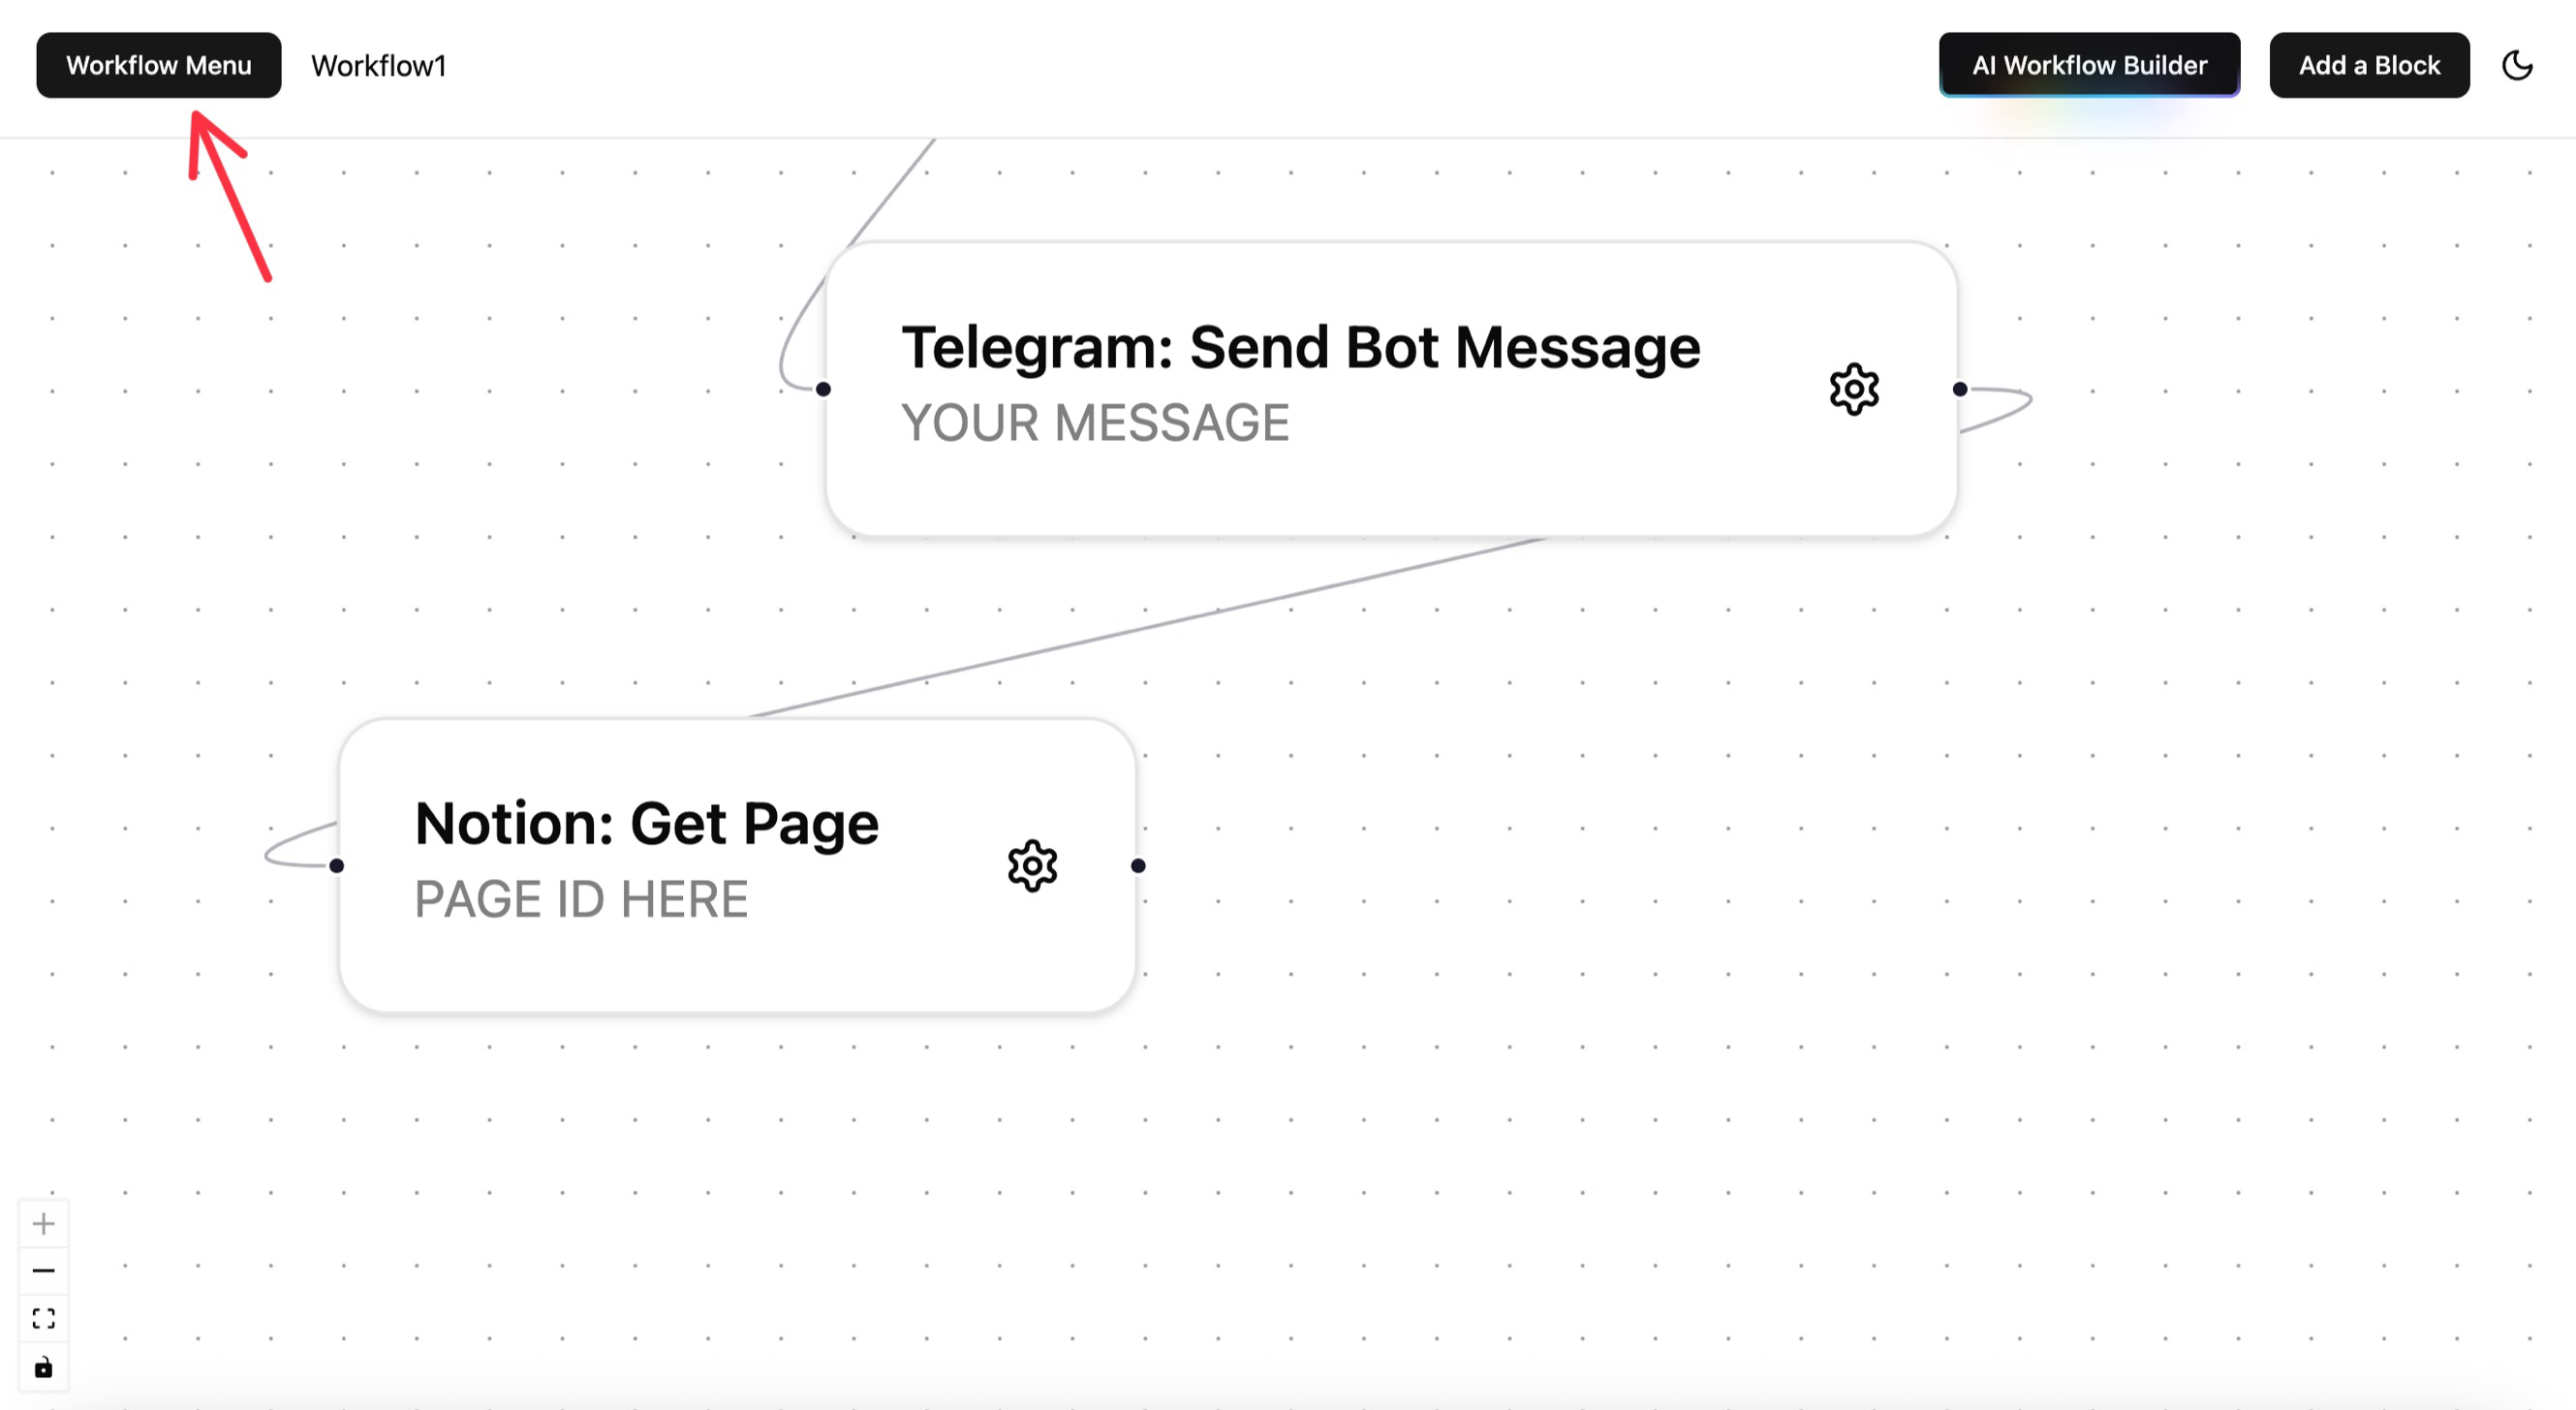 Workflow Menu
Workflow1
AI Workflow Builder
Add a Block
Telegram: Send Bot Message
YOUR MESSAGE
Notion: Get Page
PAGE ID HERE